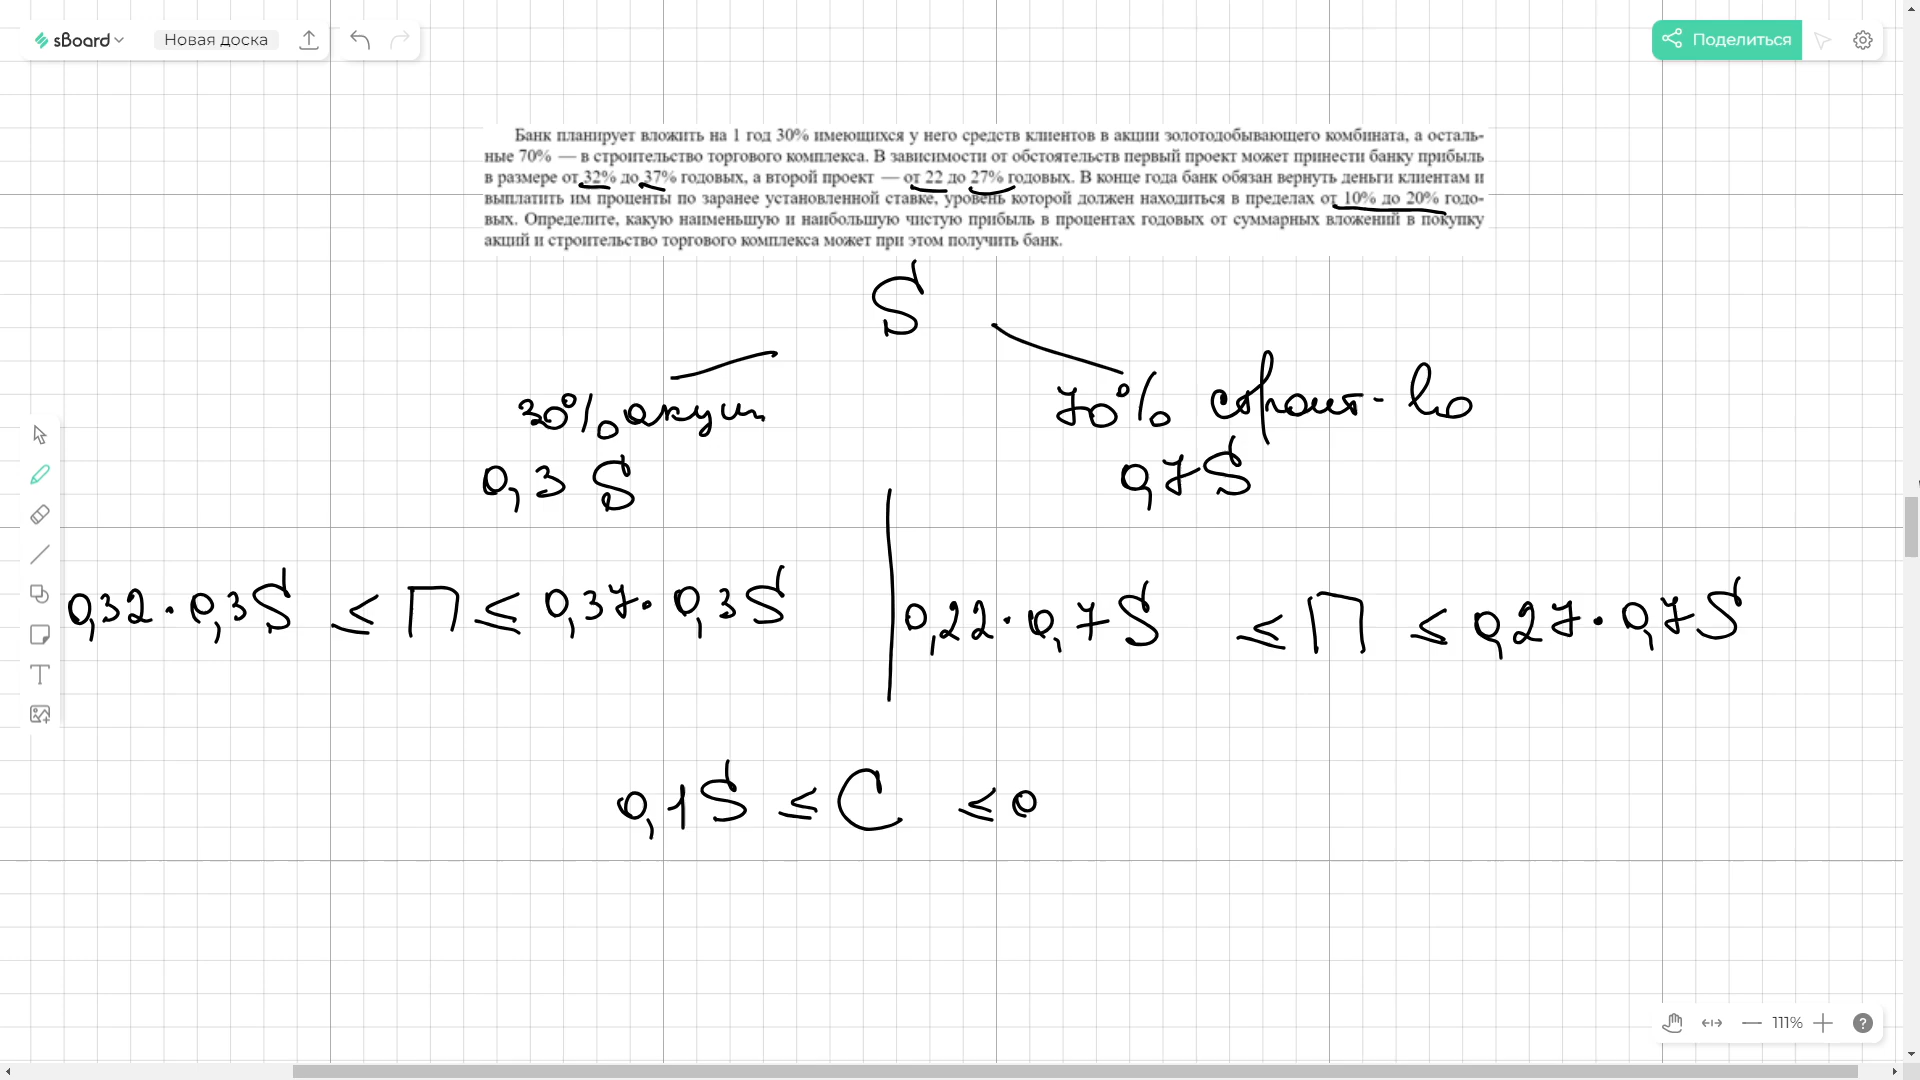 sBoard
Новая доска
Поделиться
Банк планирует вложить на 1 год 30% имеющихся у него средств клиентов в акции золотодобывающего комбината, а осталь-
ные 70% — в строительство торгового комплекса. В зависимости от обстоятельств первый проект может принести банку прибыль
в размере от 32% до 37% годовых, а второй проект — от 22 до 27% годовых. В конце года банк обязан вернуть деньги клиентам и
выплатить им проценты по заранее установленной ставке, уровень которой должен находиться в пределах от 10% до 20% годо-
вых. Определите, какую наименьшую и наибольшую чистую прибыль в процентах годовых от суммарных вложений в покупку
акций и строительство торгового комплекса может при этом получить банк.
S
30% акции
70% строит-во
0,3 S
0,7S
0,32 · 0,3S ≤ П ≤ 0,37 · 0,3S
0,22 · 0,7S ≤ П ≤ 0,27 · 0,7S
0,1S ≤ С ≤ 0
111%